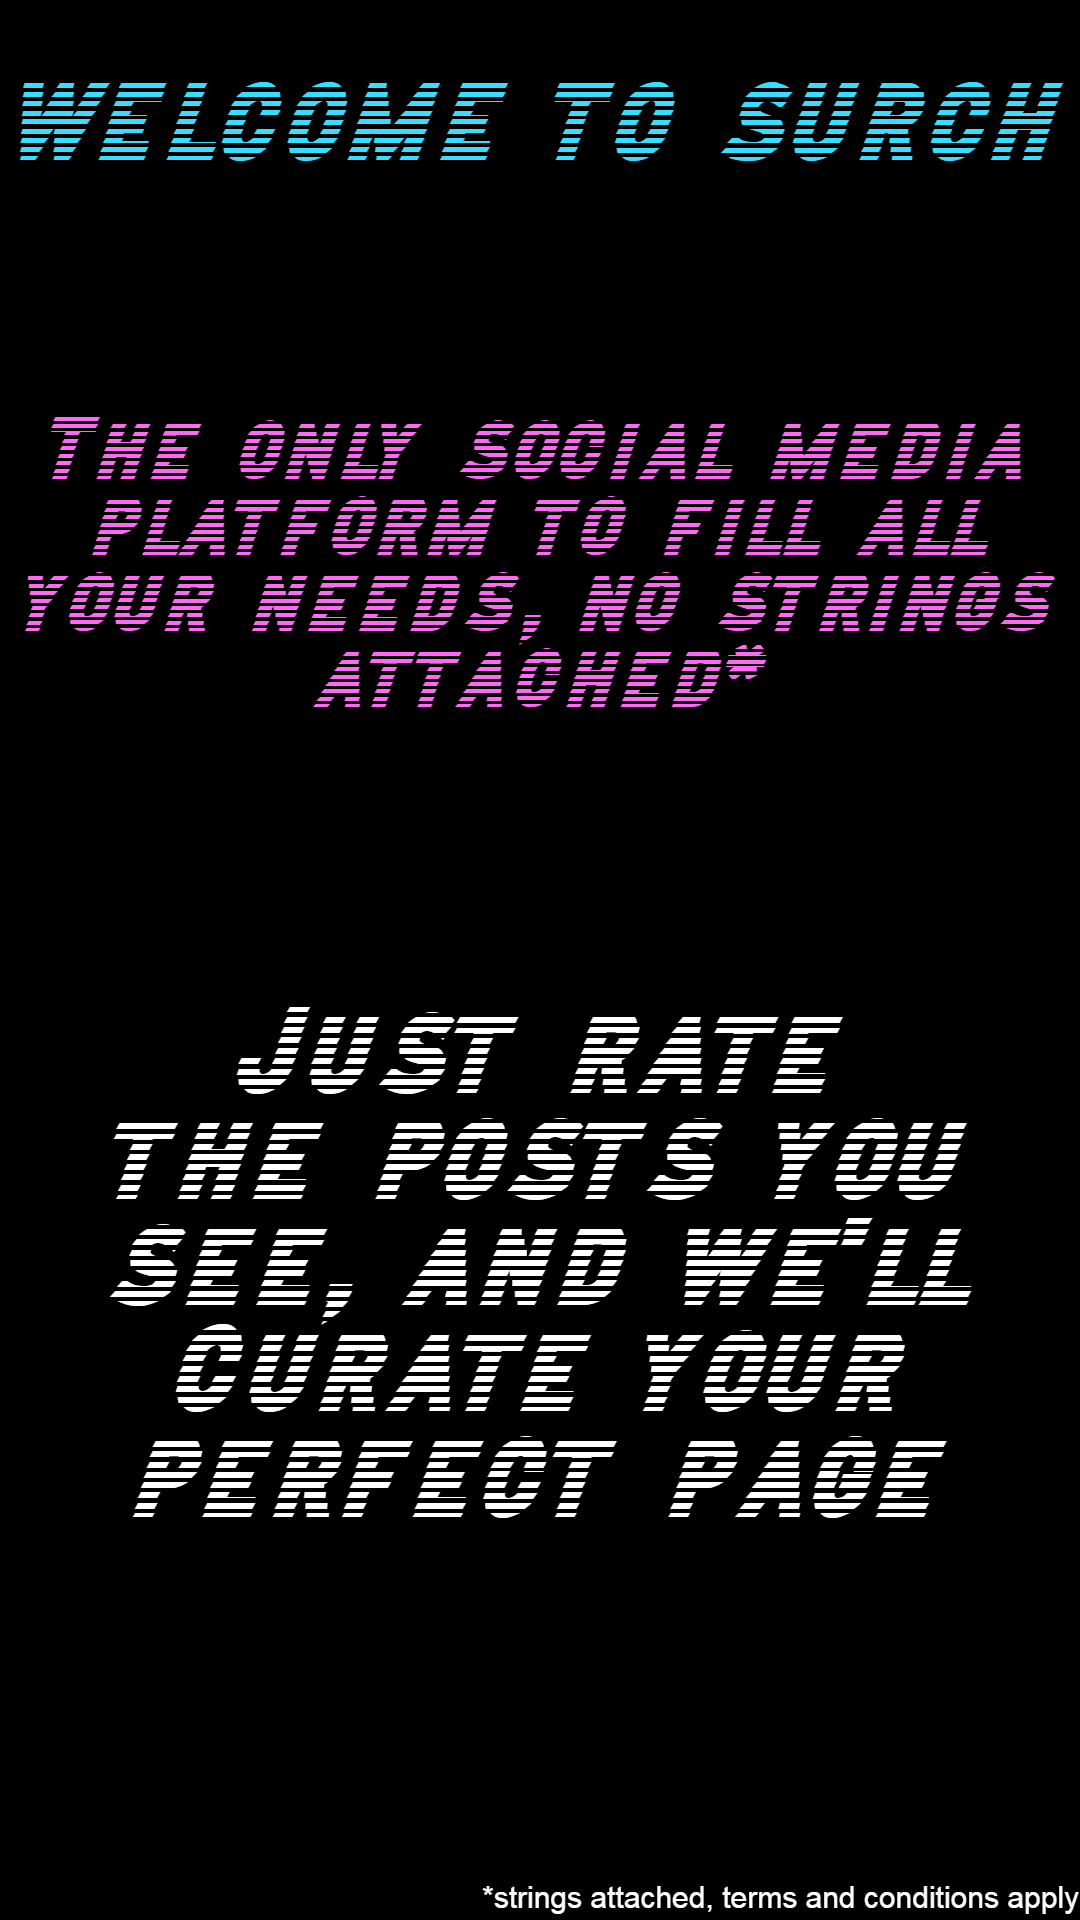 WELCOME TO SURCH
THE ONLY SOCIAL MEDIA
PLATFORM TO FILL ALL
YOUR NEEDS, NO STRINGS
ATTACHED*
JUST RATE
THE POSTS YOU
SEE, AND WE'LL
CURATE YOUR
PERFECT PAGE
*strings attached, terms and conditions apply